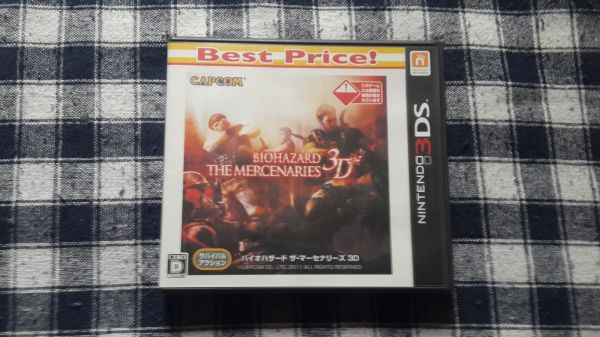 Best Price!
CAPCOM
BIOHAZARD
THE MERCENARIES 3D
NINTENDO 3DS
CERO
D
サバイバル
アクション
バイオハザード ザ・マーセナリーズ 3D
©CAPCOM CO., LTD. 2011 ALL RIGHTS RESERVED.